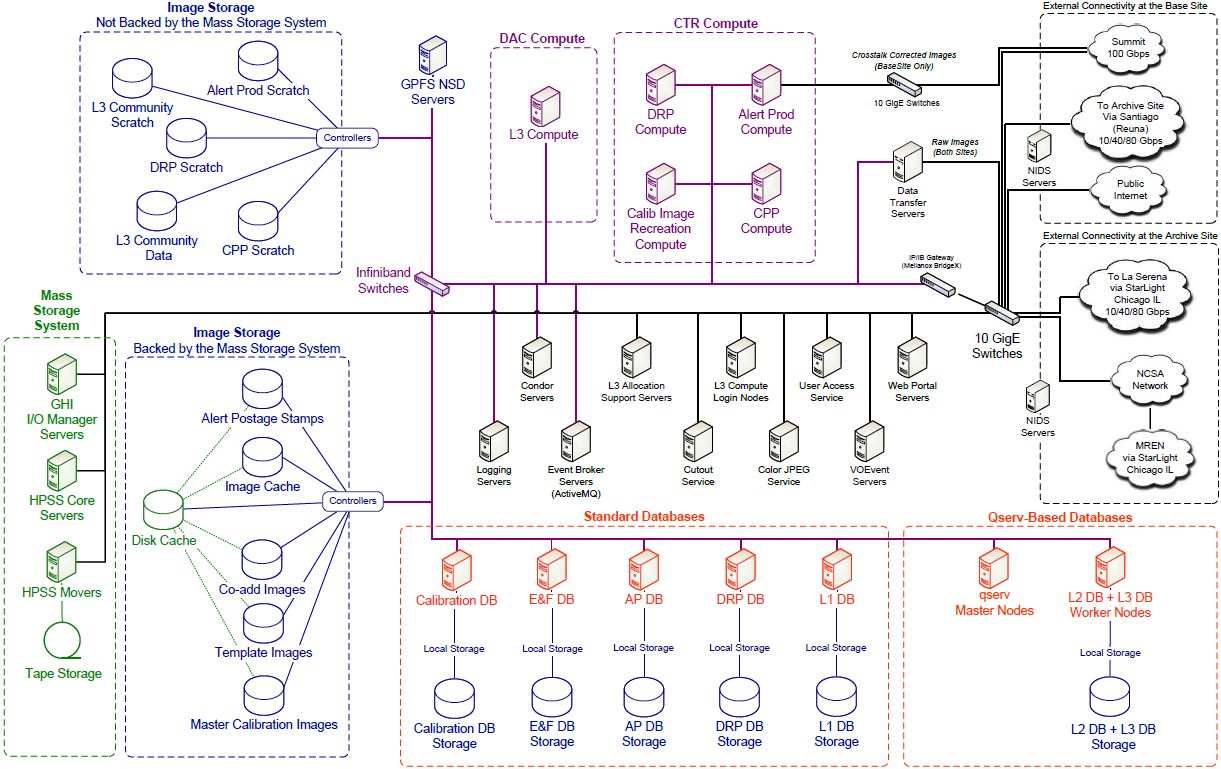 Image Storage
Not Backed by the Mass Storage System
L3 Community
Scratch
Alert Prod Scratch
DRP Scratch
L3 Community
Data
CPP Scratch
Controllers
GPFS NSD
Servers
DAC Compute
L3 Compute
CTR Compute
DRP
Compute
Alert Prod
Compute
Calib Image
Recreation
Compute
CPP
Compute
Crosstalk Corrected Images
(BaseSite Only)
10 GigE Switches
Raw Images
(Both Sites)
Data
Transfer
Servers
External Connectivity at the Base Site
Summit
100 Gbps
To Archive Site
Via Santiago
(Reuna)
10/40/80 Gbps
NIDS
Servers
Public
Internet
External Connectivity at the Archive Site
To La Serena
via StarLight
Chicago IL
10/40/80 Gbps
NCSA
Network
NIDS
Servers
MREN
via StarLight
Chicago IL
Infiniband
Switches
IP/IB Gateway
(Mellanox BridgeX)
10 GigE
Switches
Mass
Storage
System
GHI
I/O Manager
Servers
HPSS Core
Servers
HPSS Movers
Tape Storage
Image Storage
Backed by the Mass Storage System
Alert Postage Stamps
Image Cache
Disk Cache
Controllers
Co-add Images
Template Images
Master Calibration Images
Condor
Servers
L3 Allocation
Support Servers
L3 Compute
Login Nodes
User Access
Service
Web Portal
Servers
Logging
Servers
Event Broker
Servers
(ActiveMQ)
Cutout
Service
Color JPEG
Service
VOEvent
Servers
Standard Databases
Calibration DB
E&F DB
AP DB
DRP DB
L1 DB
Local Storage
Local Storage
Local Storage
Local Storage
Local Storage
Calibration DB
Storage
E&F DB
Storage
AP DB
Storage
DRP DB
Storage
L1 DB
Storage
Qserv-Based Databases
qserv
Master Nodes
L2 DB + L3 DB
Worker Nodes
Local Storage
L2 DB + L3 DB
Storage